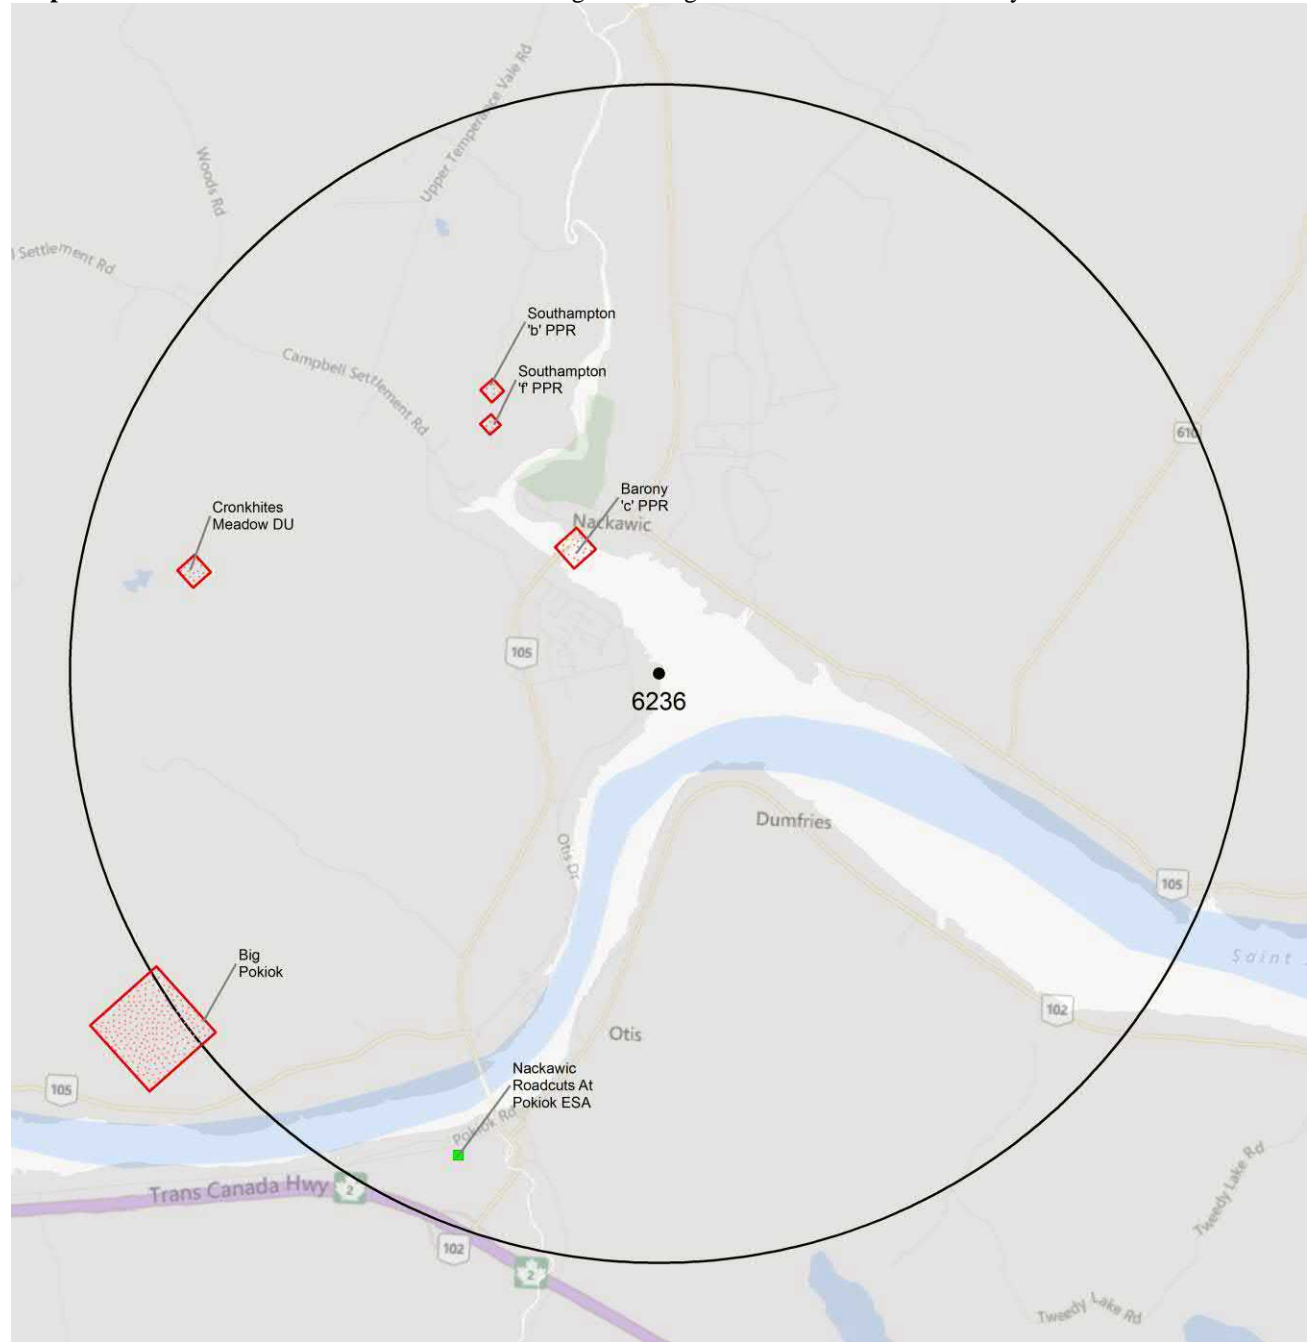 Upper Temperance Vale Rd
Woods Rd
Settlement Rd
Southampton
'b' PPR
Campbell Settlement Rd
Southampton
'f' PPR
610
Barony
'c' PPR
Cronkhites
Meadow DU
Nackawic
105
6236
Dumfries
Otis Dr
105
Big
Pokiok
Saint
102
Otis
Nackawic
Roadcuts At
Pokiok ESA
105
Pokiok Rd
Trans Canada Hwy
2
102
2
Tweedy Lake Rd
Tweedy Lake Rd